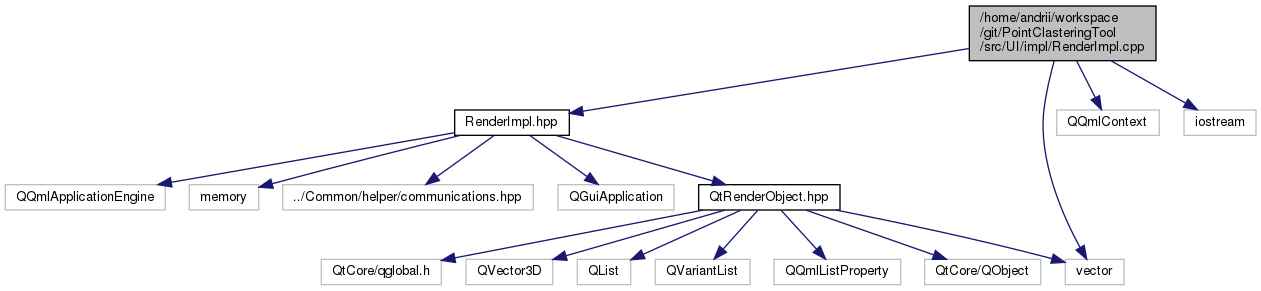 /home/andrii/workspace
/git/PointClasteringTool
/src/UI/impl/RenderImpl.cpp
RenderImpl.hpp
QQmlContext
iostream
QQmlApplicationEngine
memory
../Common/helper/communications.hpp
QGuiApplication
QtRenderObject.hpp
QtCore/qglobal.h
QVector3D
QList
QVariantList
QQmlListProperty
QtCore/QObject
vector